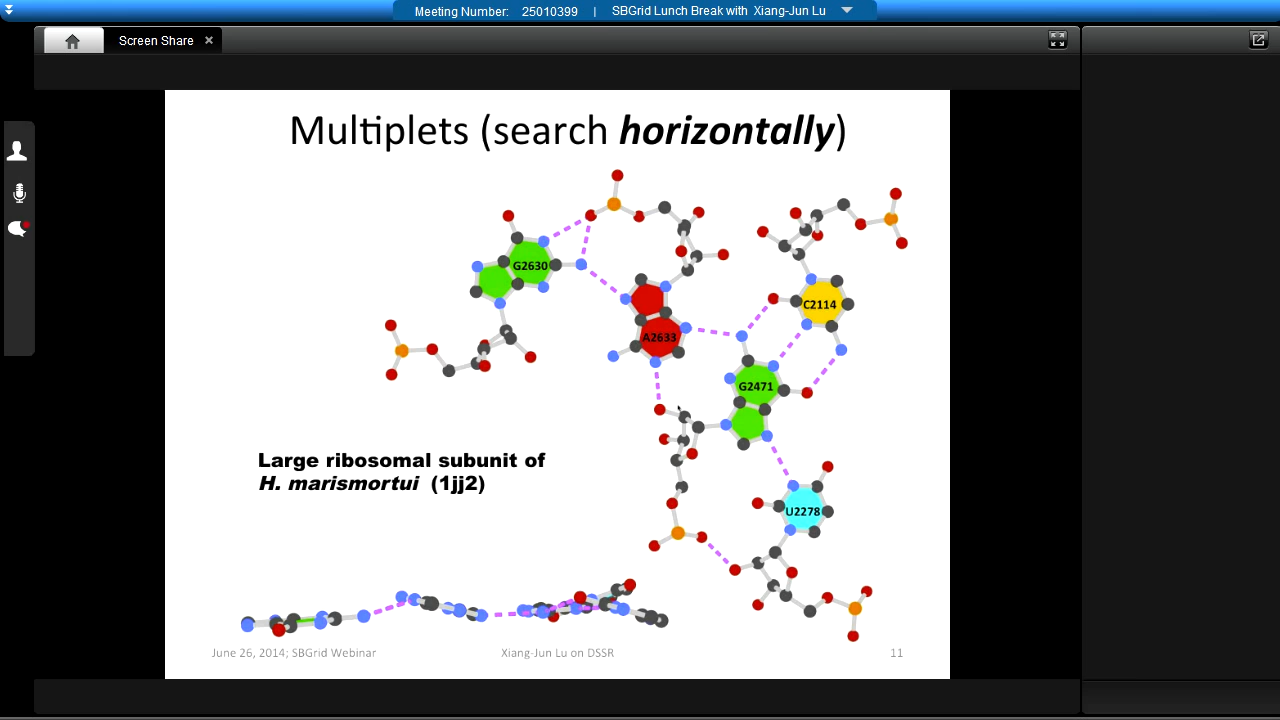 Meeting Number: 25010399 | SBGrid Lunch Break with Xiang-Jun Lu
Screen Share
Multiplets (search horizontally)
G2630
C2114
A2633
G2471
Large ribosomal subunit of
H. marismortui (1jj2)
U2278
June 26, 2014; SBGrid Webinar
Xiang-Jun Lu on DSSR
11